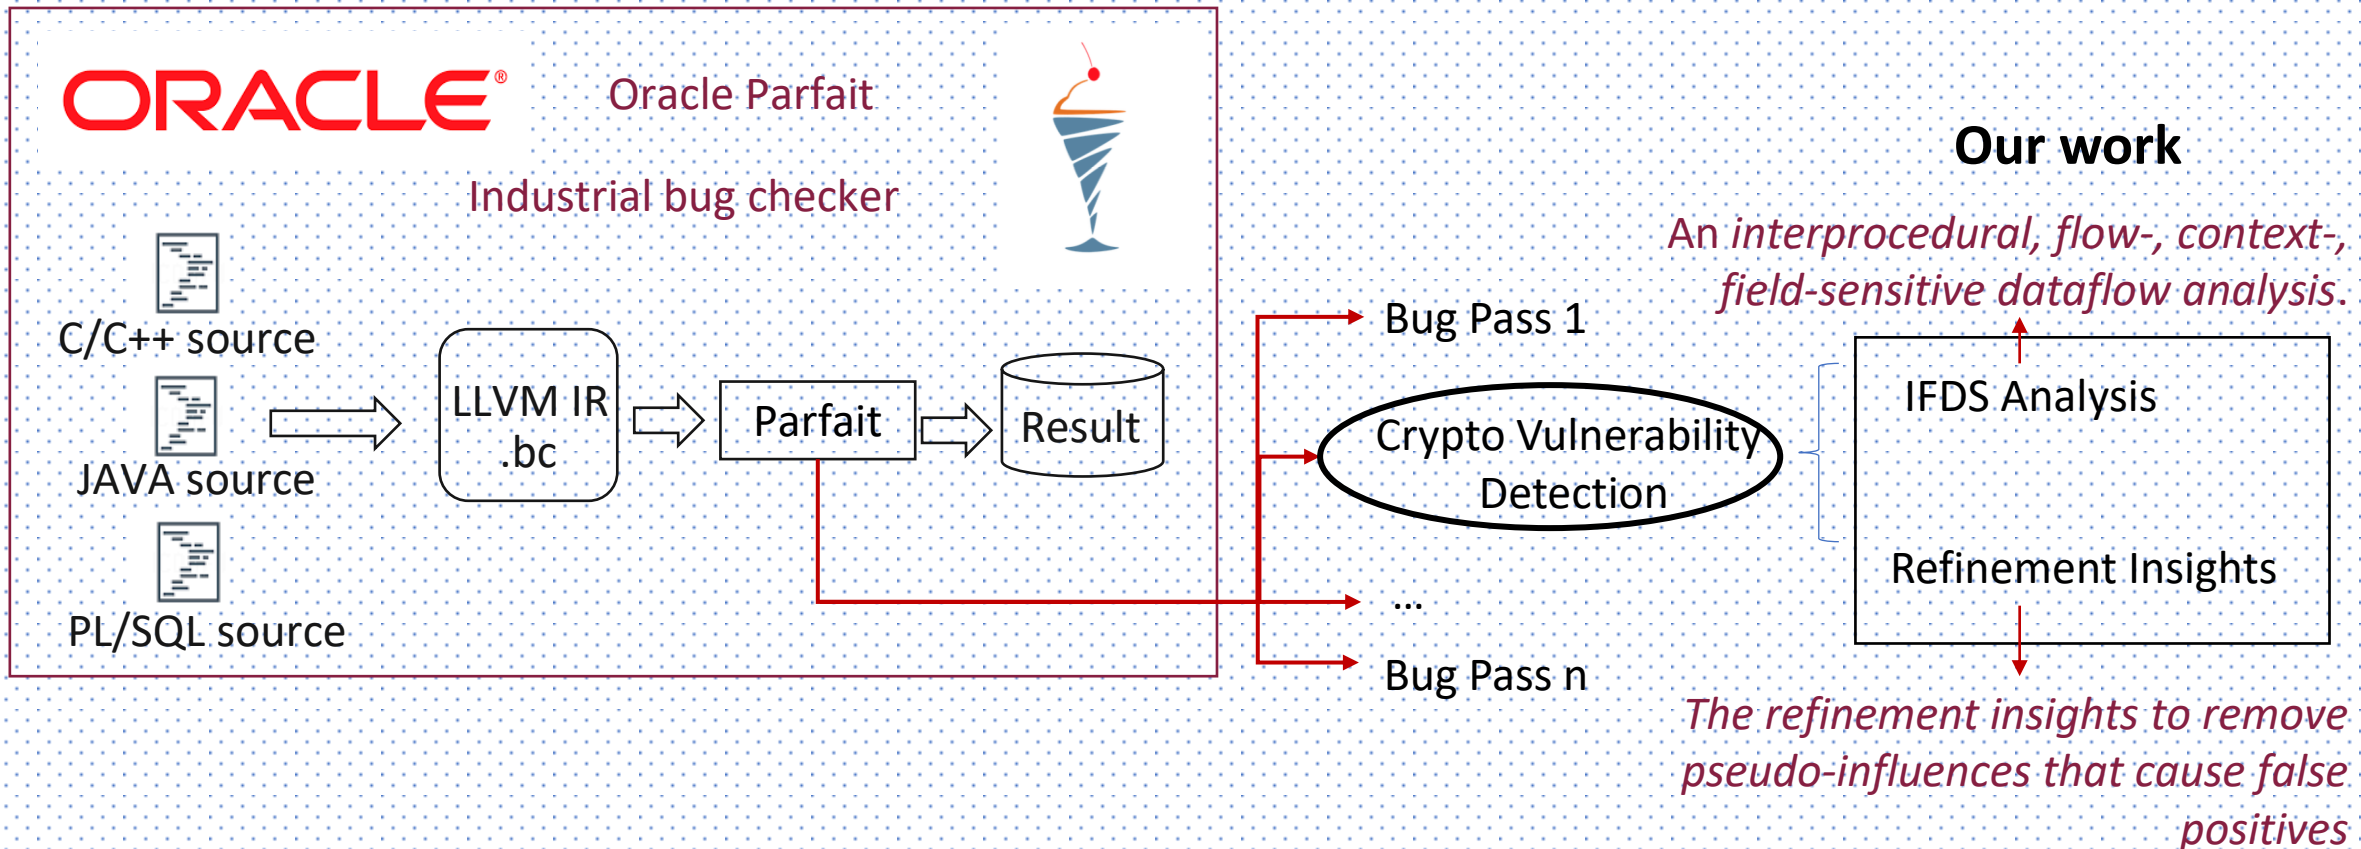 ORACLE®
Oracle Parfait
Industrial bug checker
C/C++ source
JAVA source
PL/SQL source
LLVM IR
.bc
Parfait
Result
Bug Pass 1
Crypto Vulnerability
Detection
...
Bug Pass n
Our work
An interprocedural, flow-, context-,
field-sensitive dataflow analysis.
IFDS Analysis
Refinement Insights
The refinement insights to remove
pseudo-influences that cause false
positives